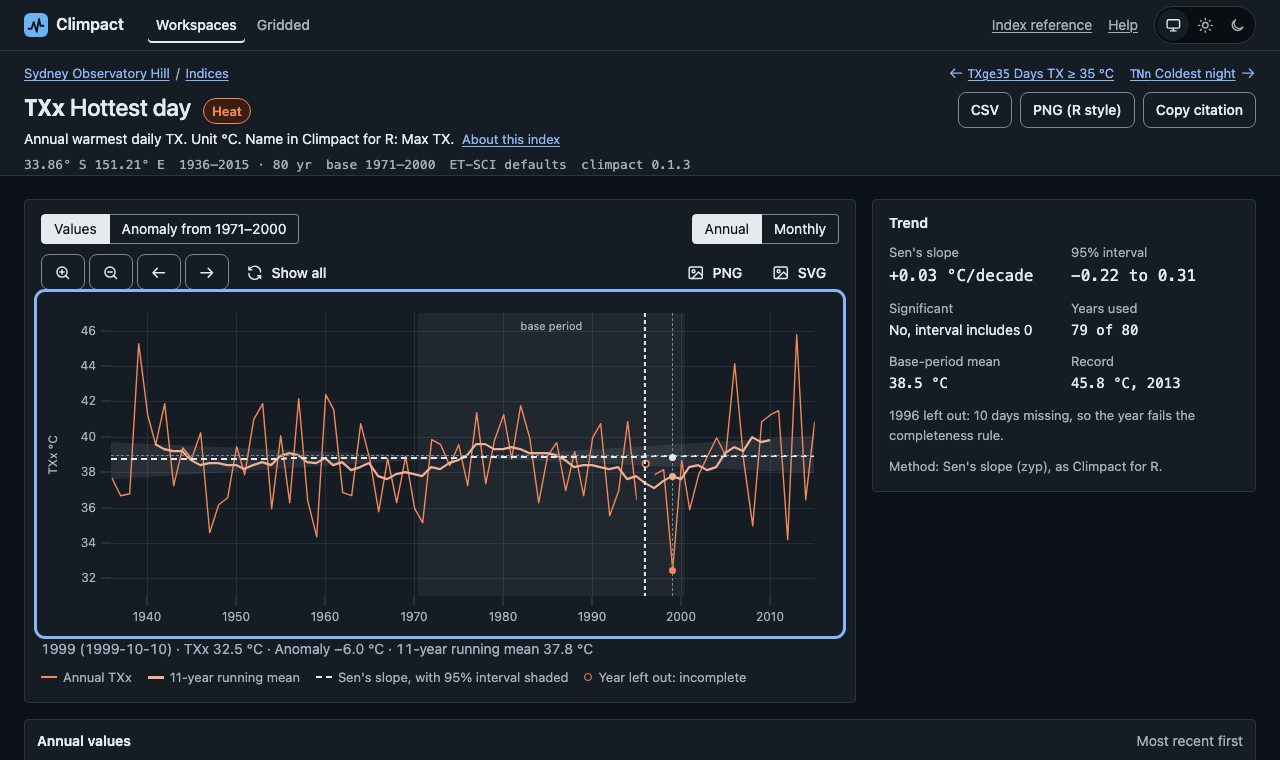 Climpact Workspaces Gridded Index reference Help
Sydney Observatory Hill / Indices ← TXge35 Days TX ≥ 35 °C TNn Coldest night →
TXx Hottest day Heat CSV PNG (R style) Copy citation
Annual warmest daily TX. Unit °C. Name in Climpact for R: Max TX. About this index
33.86° S 151.21° E 1936–2015 · 80 yr base 1971–2000 ET-SCI defaults climpact 0.1.3
Values Anomaly from 1971–2000 Annual Monthly
Show all PNG SVG
base period
46
44
42
40
38
36
34
32
TXx °C
1940 1950 1960 1970 1980 1990 2000 2010
1999 (1999-10-10) · TXx 32.5 °C · Anomaly −6.0 °C · 11-year running mean 37.8 °C
Annual TXx 11-year running mean Sen's slope, with 95% interval shaded Year left out: incomplete
Trend
Sen's slope 95% interval
+0.03 °C/decade −0.22 to 0.31
Significant Years used
No, interval includes 0 79 of 80
Base-period mean Record
38.5 °C 45.8 °C, 2013
1996 left out: 10 days missing, so the year fails the
completeness rule.
Method: Sen's slope (zyp), as Climpact for R.
Annual values Most recent first